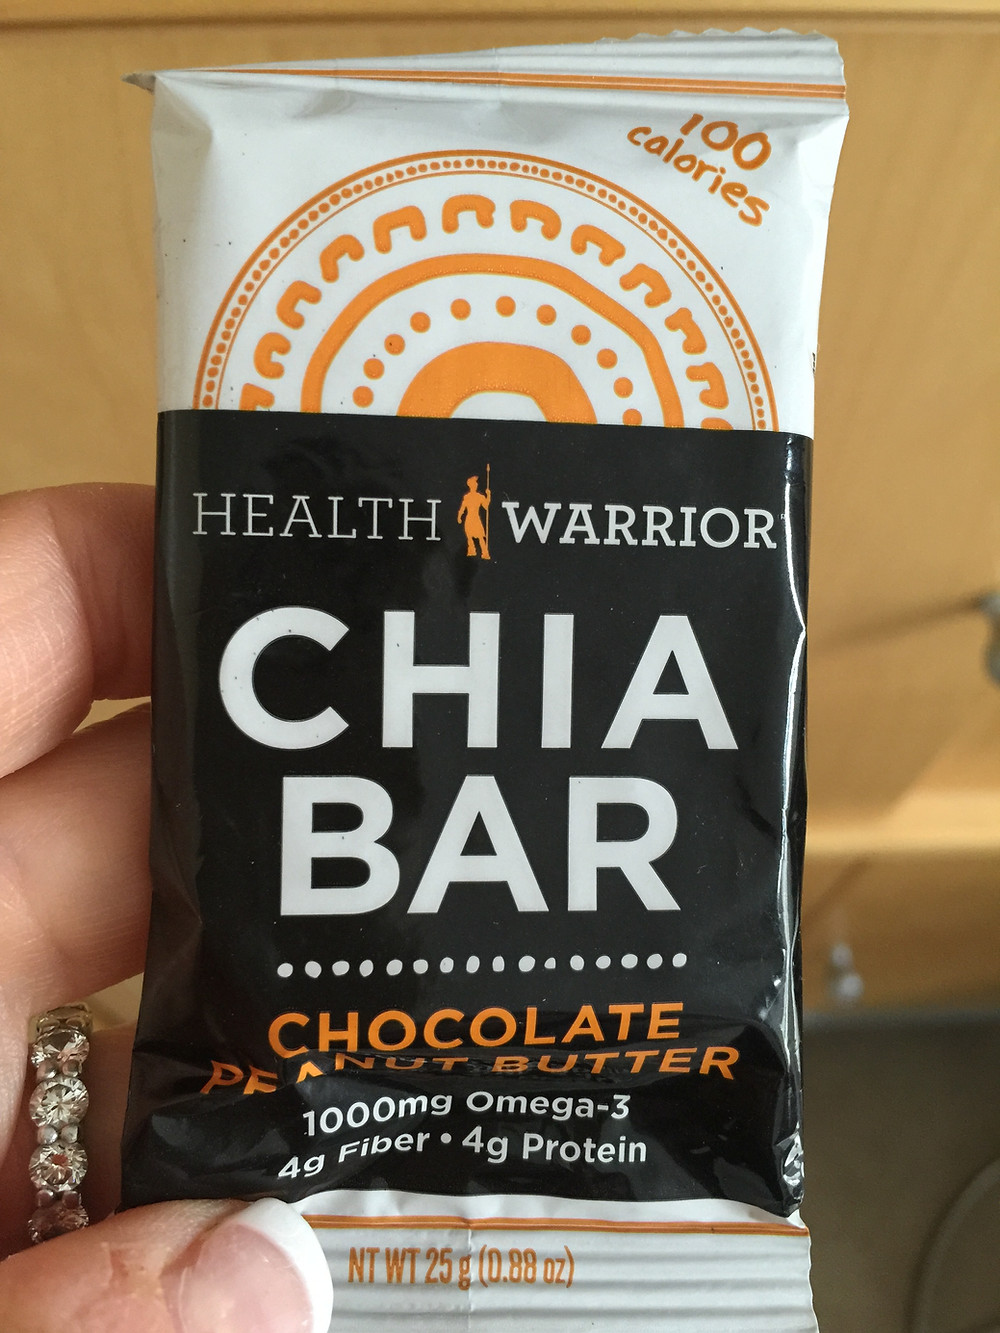 100
calories
HEALTH WARRIOR
CHIA
BAR
CHOCOLATE
PEANUT BUTTER
1000mg Omega-3
4g Fiber • 4g Protein
NT WT 25 g (0.88 oz)